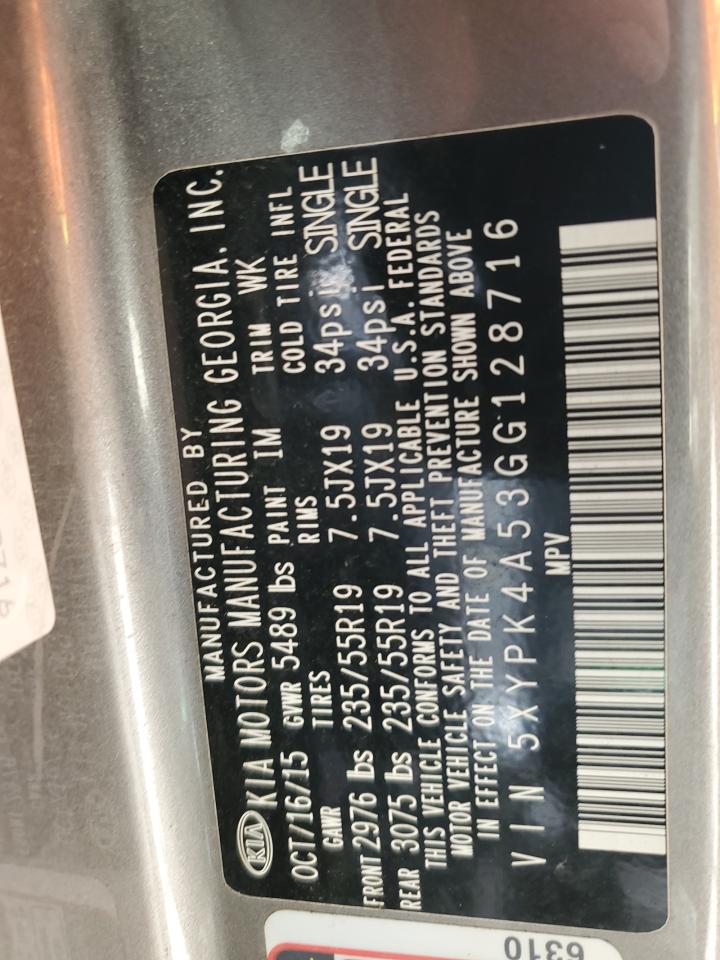 MANUFACTURED BY
KIA KIA MOTORS MANUFACTURING GEORGIA, INC.
OCT/16/15 GVWR 5489 lbs PAINT IM TRIM WK
GAWR TIRES RIMS COLD TIRE INFL
FRONT 2976 lbs 235/55R19 7.5JX19 34psi SINGLE
REAR 3075 lbs 235/55R19 7.5JX19 34psi SINGLE
THIS VEHICLE CONFORMS TO ALL APPLICABLE U.S.A. FEDERAL
MOTOR VEHICLE SAFETY AND THEFT PREVENTION STANDARDS
IN EFFECT ON THE DATE OF MANUFACTURE SHOWN ABOVE
VIN 5XYPK4A53GG128716
MPV
6310